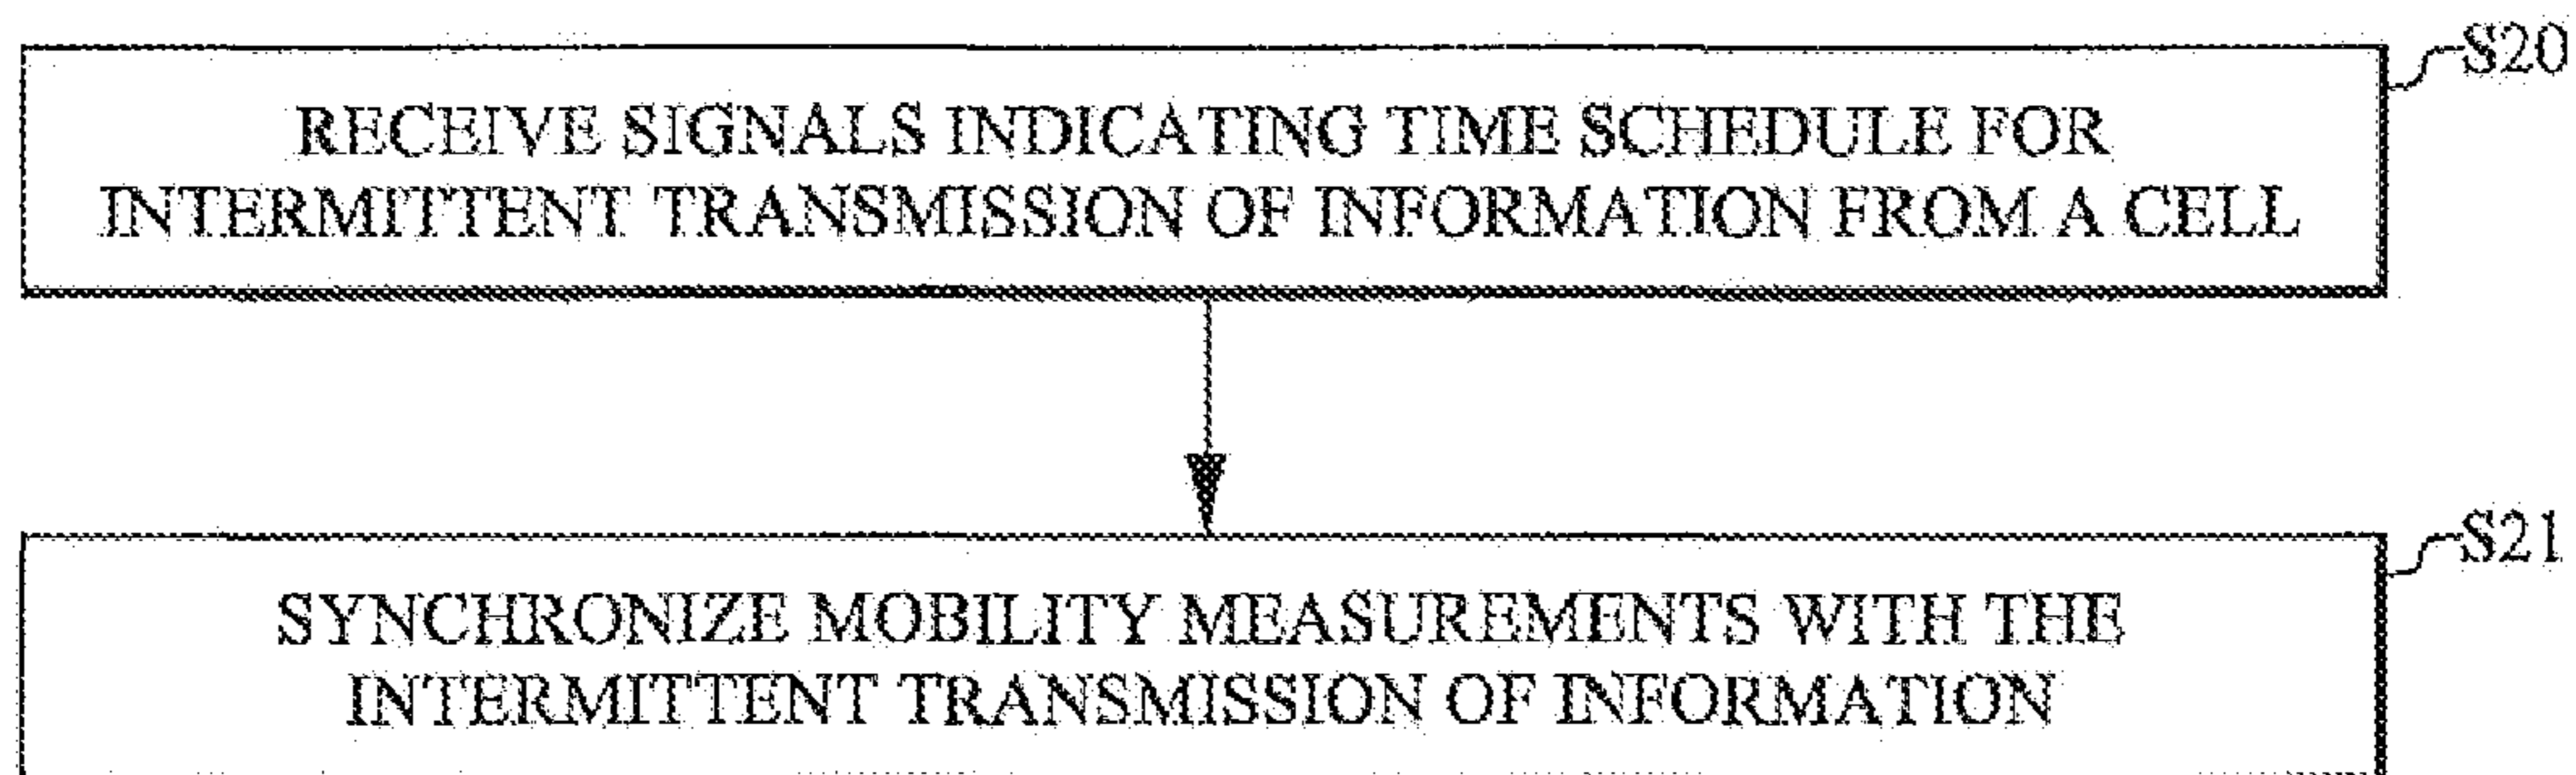 S20
RECEIVE SIGNALS INDICATING TIME SCHEDULE FOR
INTERMITTENT TRANSMISSION OF INFORMATION FROM A CELL
S21
SYNCHRONIZE MOBILITY MEASUREMENTS WITH THE
INTERMITTENT TRANSMISSION OF INFORMATION